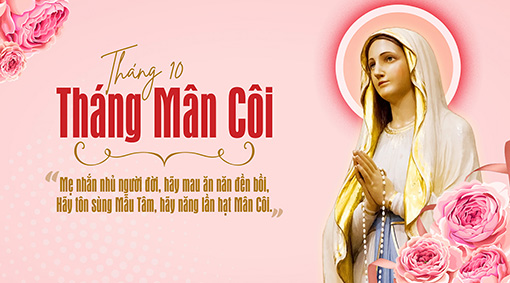 Tháng 10
Tháng Mân Côi
“Mẹ nhắn nhủ người đời, hãy mau ăn năn đền bồi,
Hãy tôn sùng Mẫu Tâm, hãy năng lần hạt Mân Côi.”